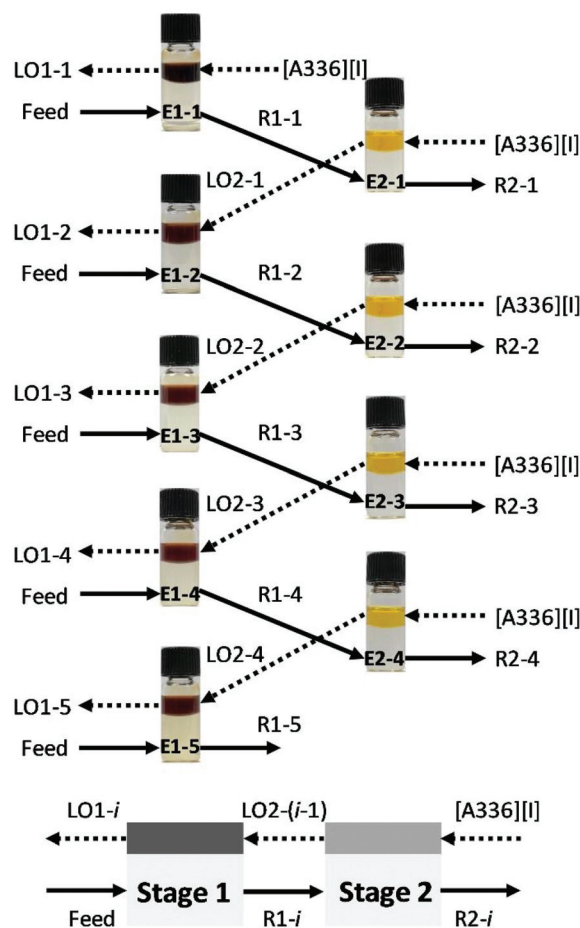 LO1-1
[A336][I]
Feed
E1-1
R1-1
[A336][I]
LO2-1
E2-1
R2-1
LO1-2
Feed
E1-2
R1-2
[A336][I]
LO2-2
E2-2
R2-2
LO1-3
Feed
E1-3
R1-3
[A336][I]
LO2-3
E2-3
R2-3
LO1-4
Feed
E1-4
R1-4
[A336][I]
LO2-4
E2-4
R2-4
LO1-5
R1-5
Feed
E1-5
LO1-i
LO2-(i-1)
[A336][I]
Stage 1
Stage 2
Feed
R1-i
R2-i